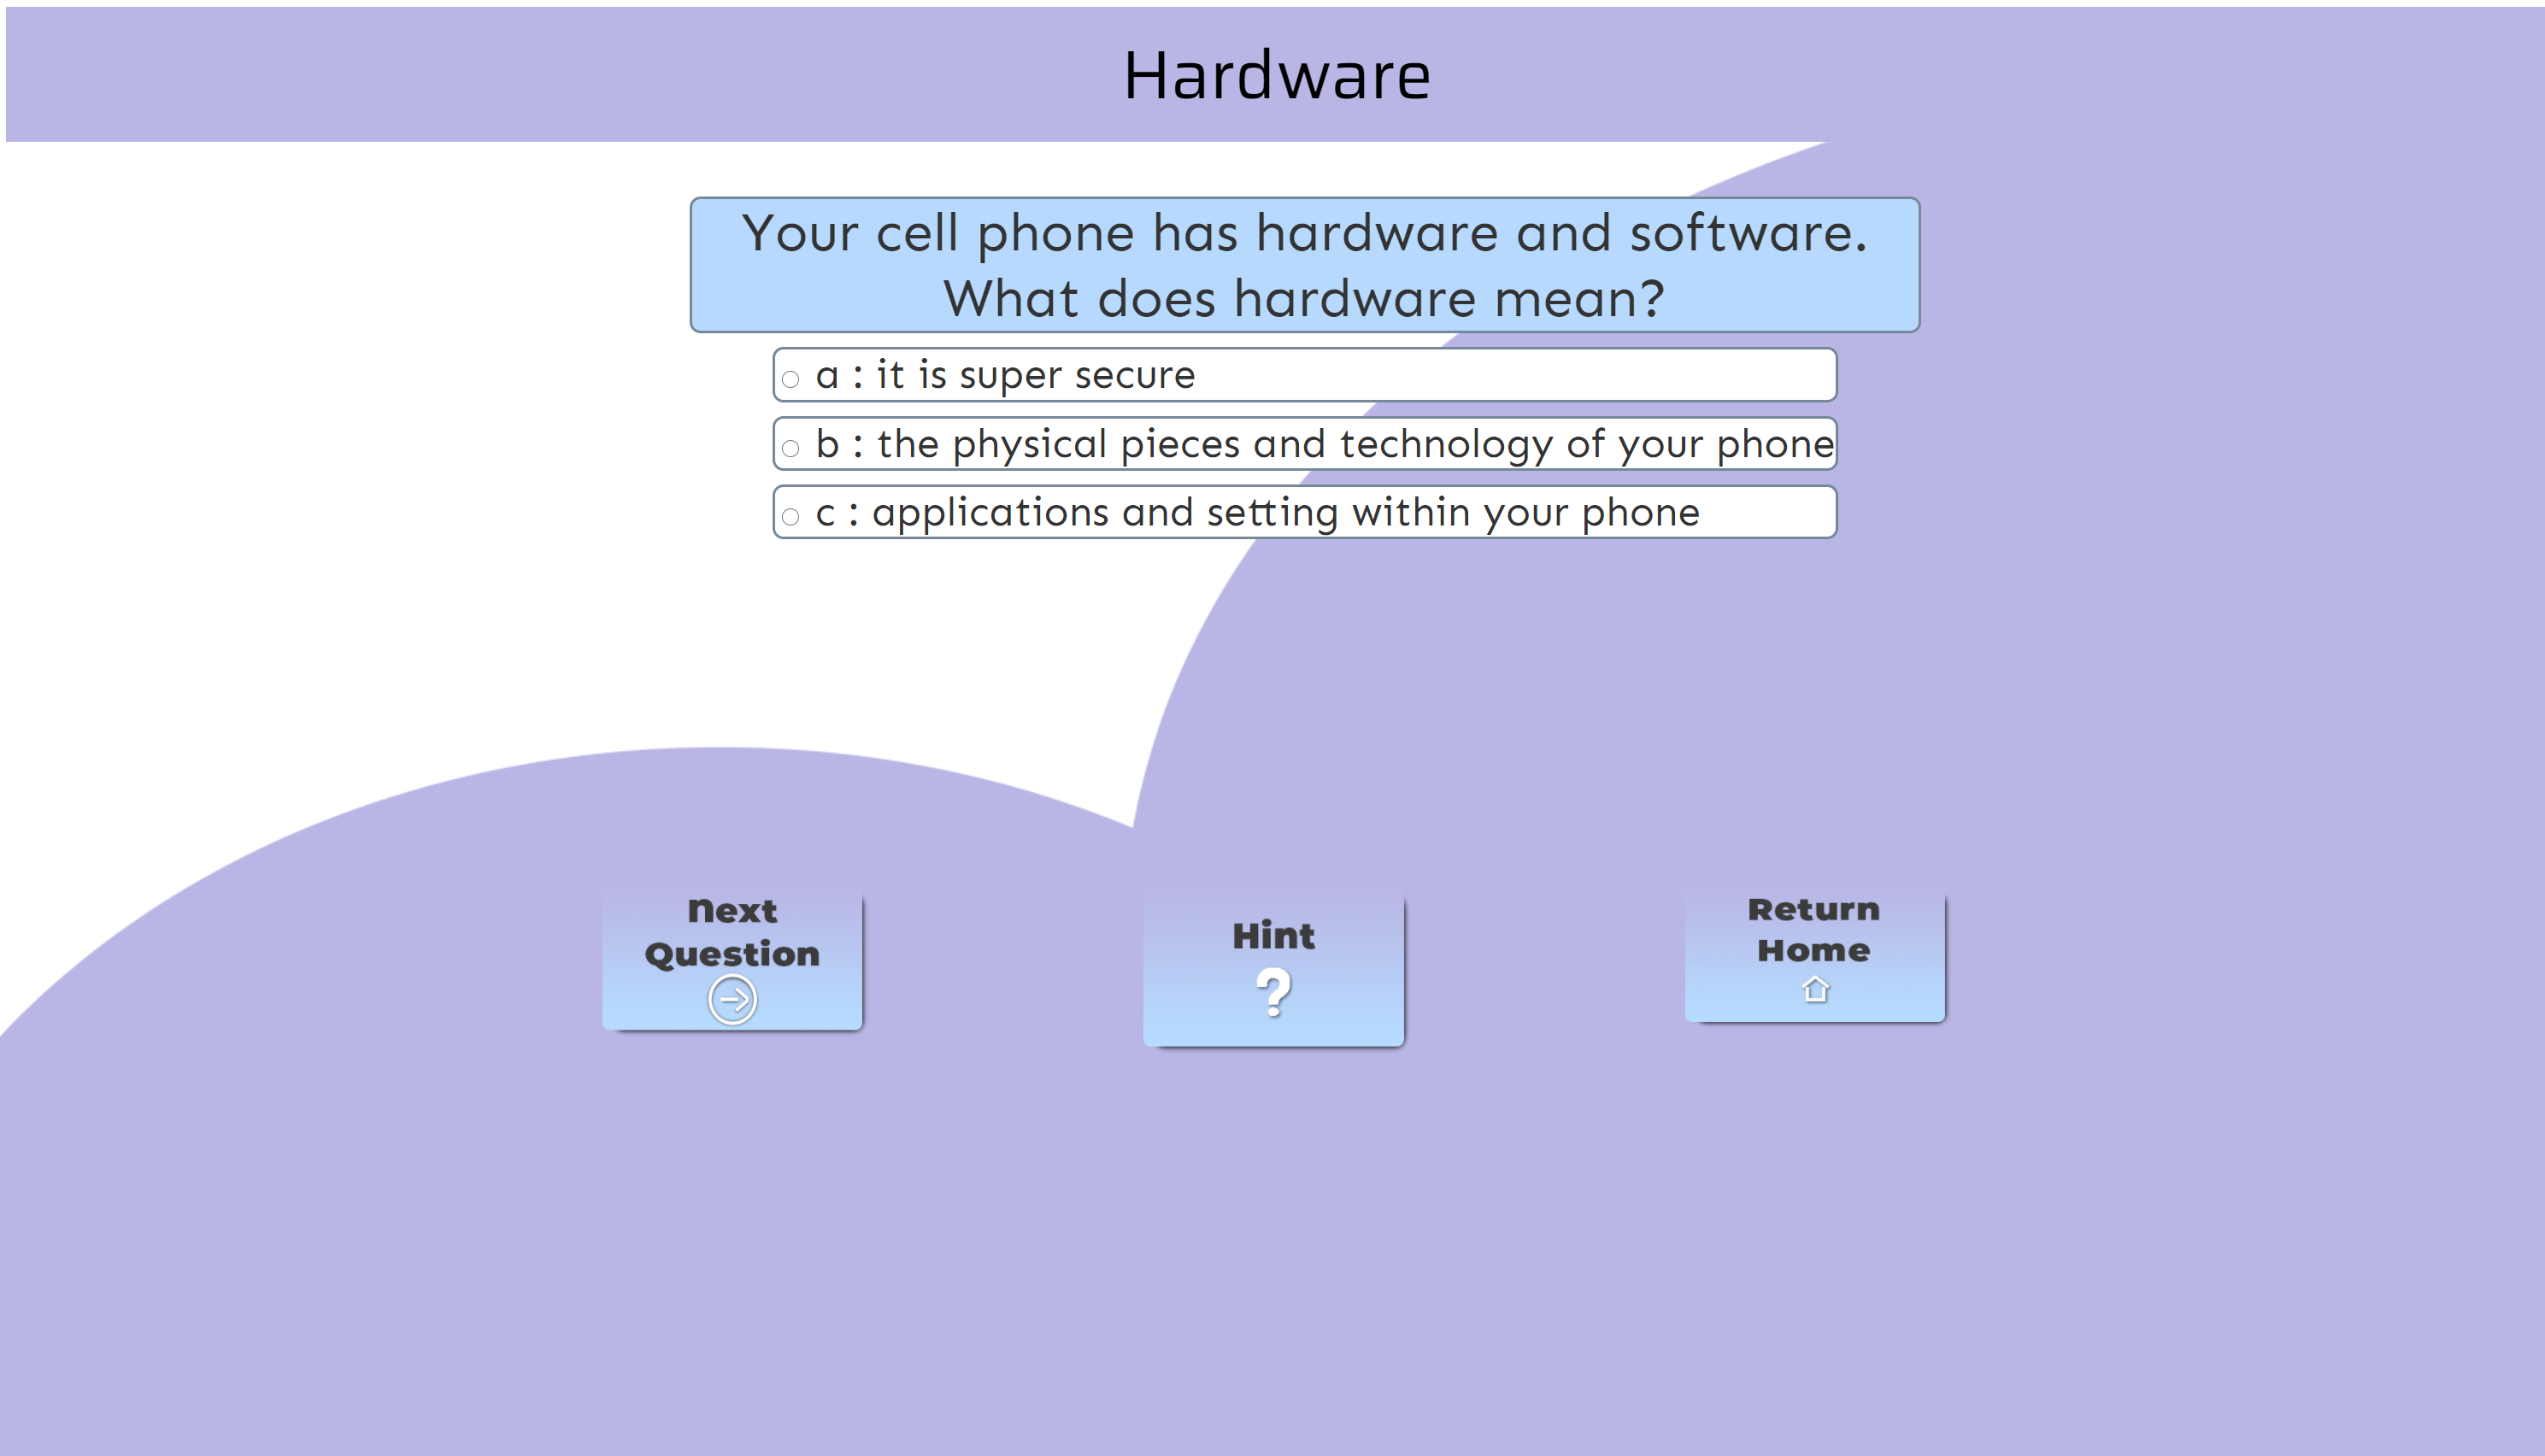 Hardware
Your cell phone has hardware and software.
What does hardware mean?
a : it is super secure
b : the physical pieces and technology of your phone
c : applications and setting within your phone
Next
Question
Hint
?
Return
Home